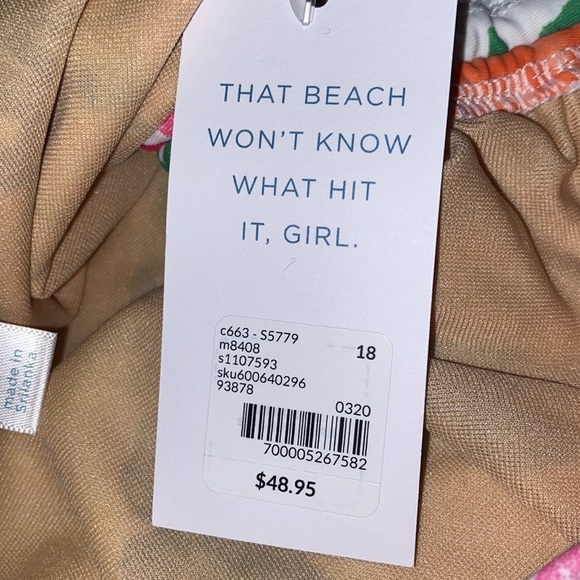 THAT BEACH
WON'T KNOW
WHAT HIT
IT, GIRL.
c663 - S5779
m8408
18
s1107593
sku600640296
93878
0320
700005267582
$48.95
made in
Sri lanka